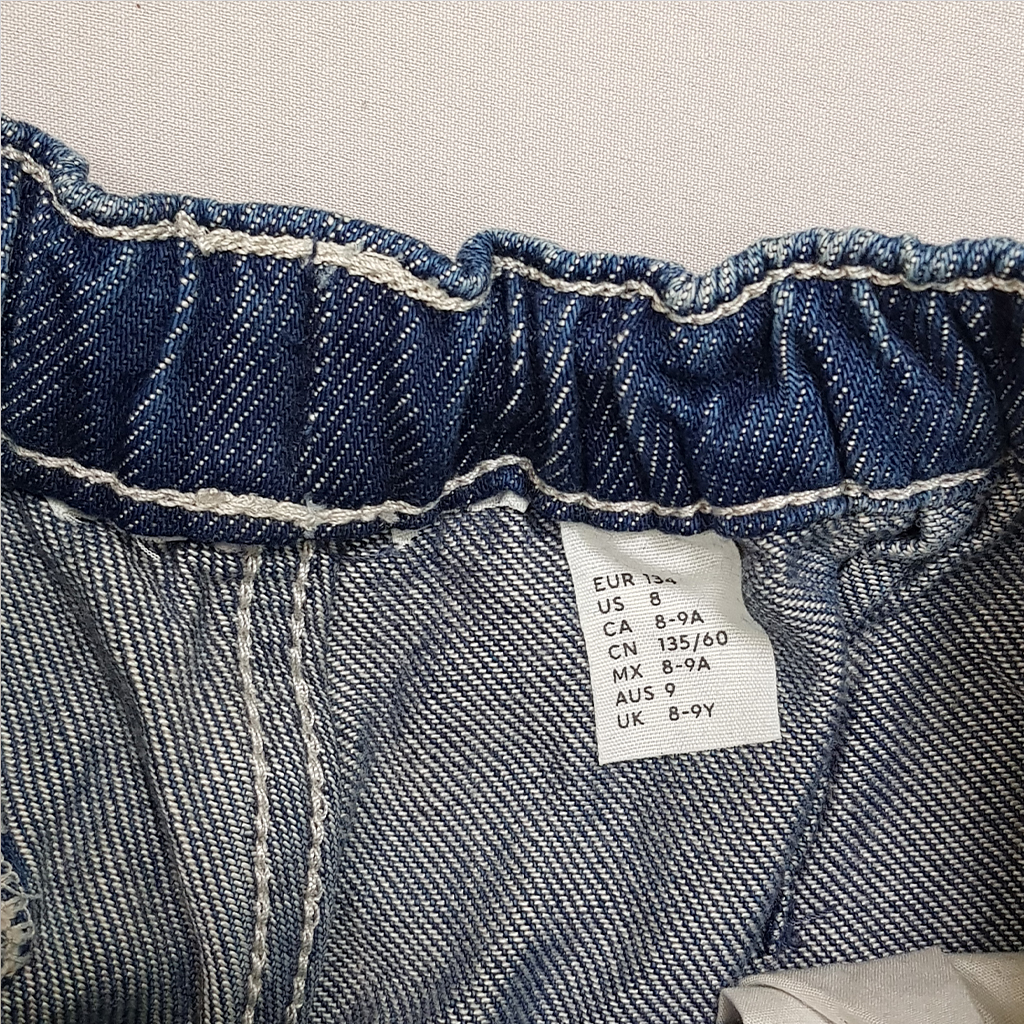 EUR 134
US 8
CA 8-9A
CN 135/60
MX 8-9A
AUS 9
UK 8-9Y